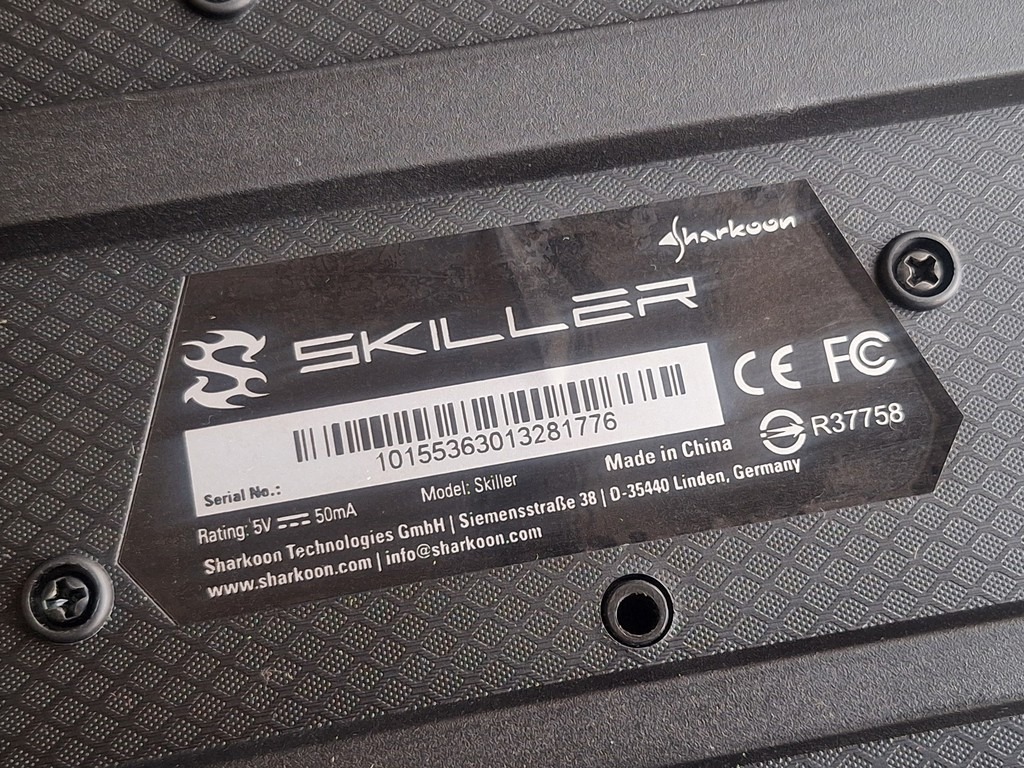 Sharkoon
SKILLER
CE FC
10155363013281776
R37758
Serial No.:
Made in China
Model: Skiller
Rating: 5V 50mA
Sharkoon Technologies GmbH | Siemensstraße 38 | D-35440 Linden, Germany
www.sharkoon.com | info@sharkoon.com